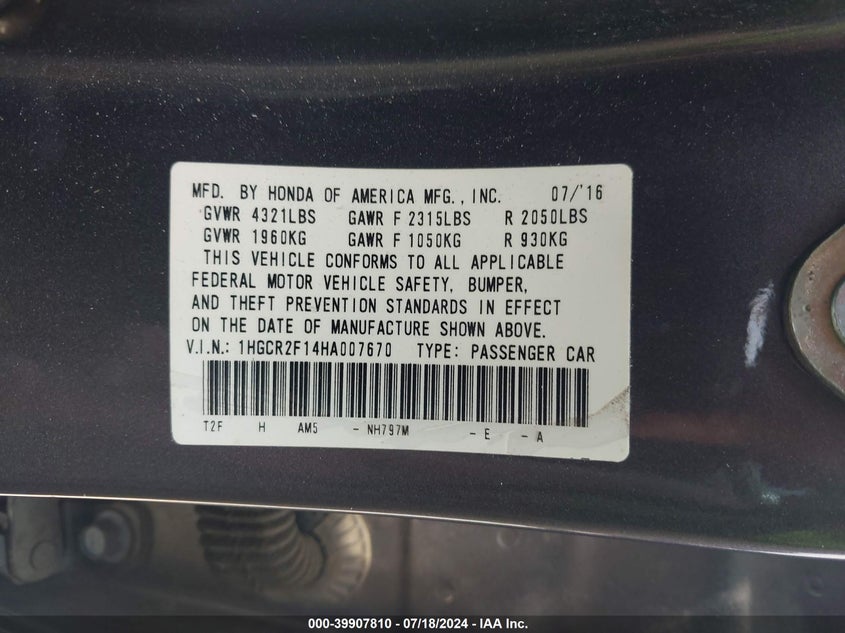 MFD. BY HONDA OF AMERICA MFG., INC. 07/'16
GVWR 4321LBS GAWR F 2315LBS R 2050LBS
GVWR 1960KG GAWR F 1050KG R 930KG
THIS VEHICLE CONFORMS TO ALL APPLICABLE
FEDERAL MOTOR VEHICLE SAFETY, BUMPER,
AND THEFT PREVENTION STANDARDS IN EFFECT
ON THE DATE OF MANUFACTURE SHOWN ABOVE.
V.I.N.: 1HGCR2F14HA007670 TYPE: PASSENGER CAR
T2F H AM5 - NH797M - E - A
000-39907810 - 07/18/2024 - IAA Inc.